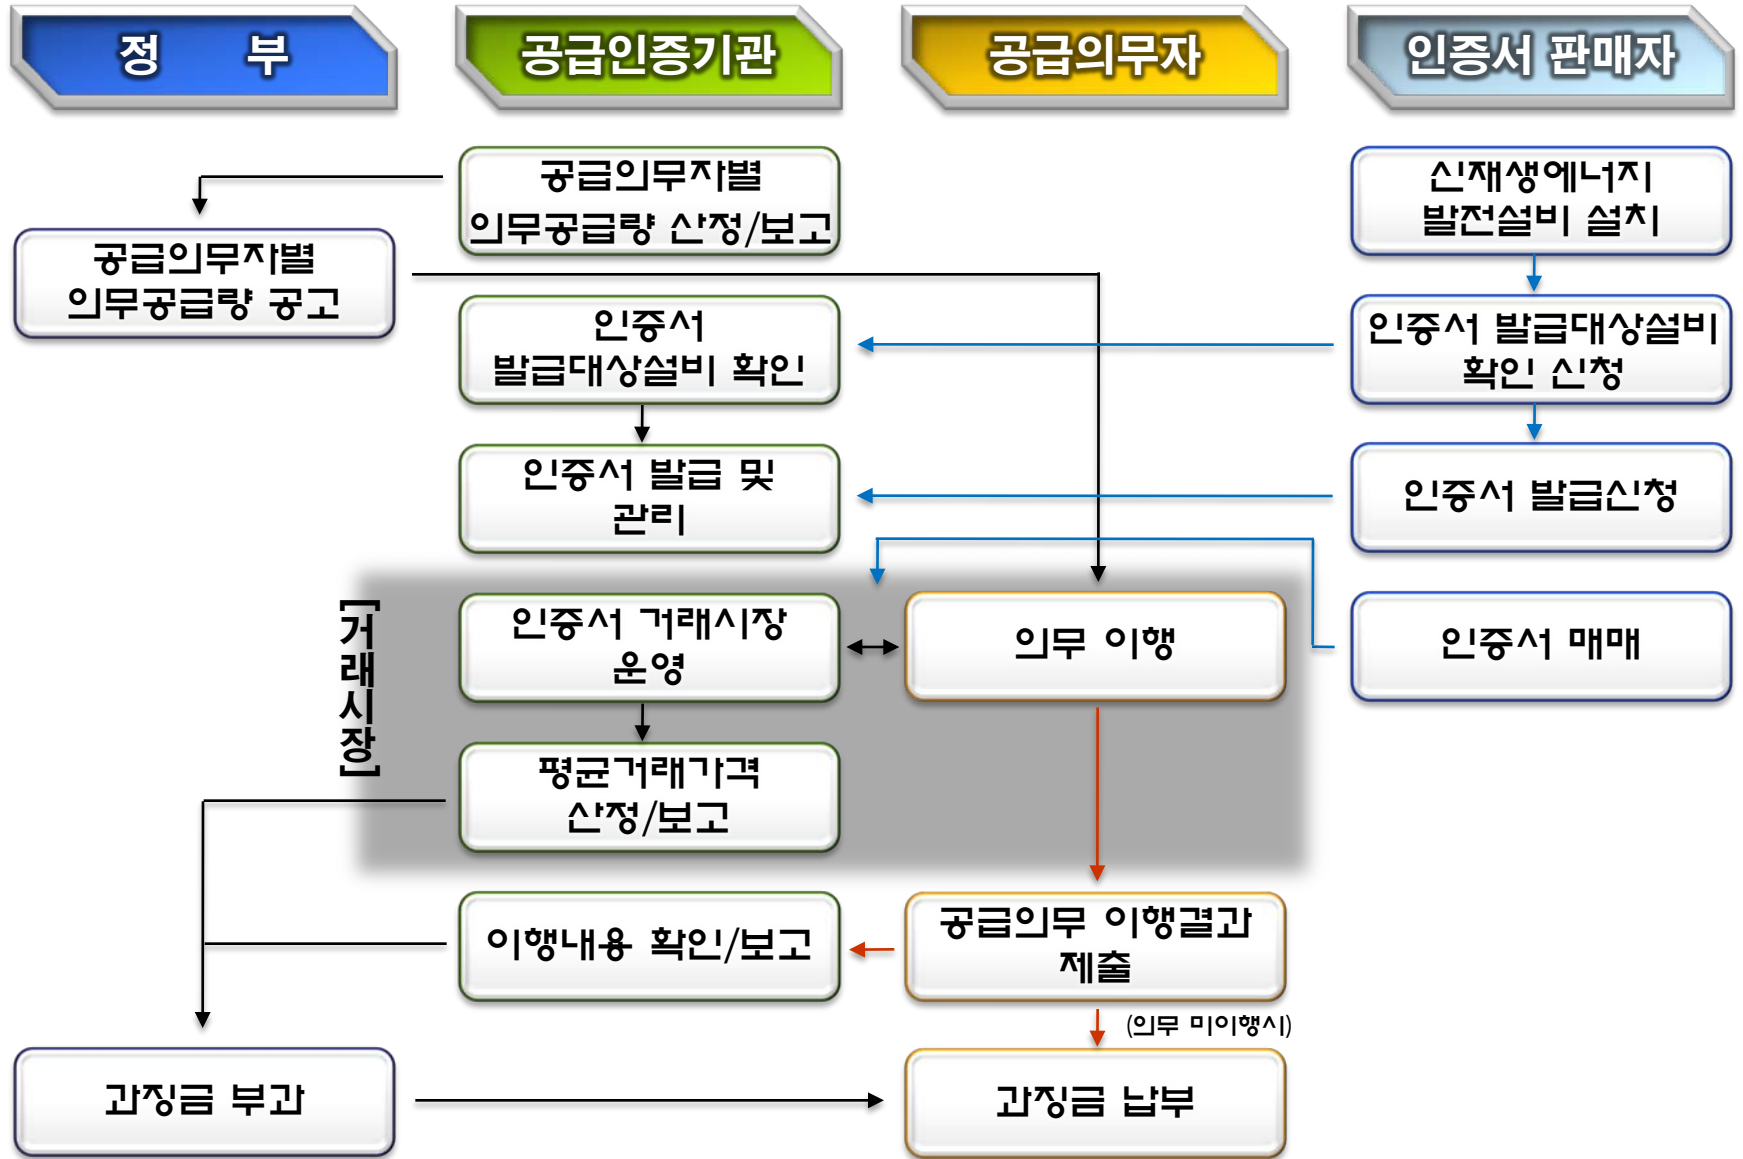 정 부
공급인증기관
공급의무자
인증서 판매자
공급의무자별
의무공급량 산정/보고
신재생에너지
발전설비 설치
공급의무자별
의무공급량 공고
인증서
발급대상설비 확인
인증서 발급대상설비
확인 신청
인증서 발급 및
관리
인증서 발급신청
[거래시장]
인증서 거래시장
운영
의무 이행
인증서 매매
평균거래가격
산정/보고
이행내용 확인/보고
공급의무 이행결과
제출
(의무 미이행시)
과징금 부과
과징금 납부